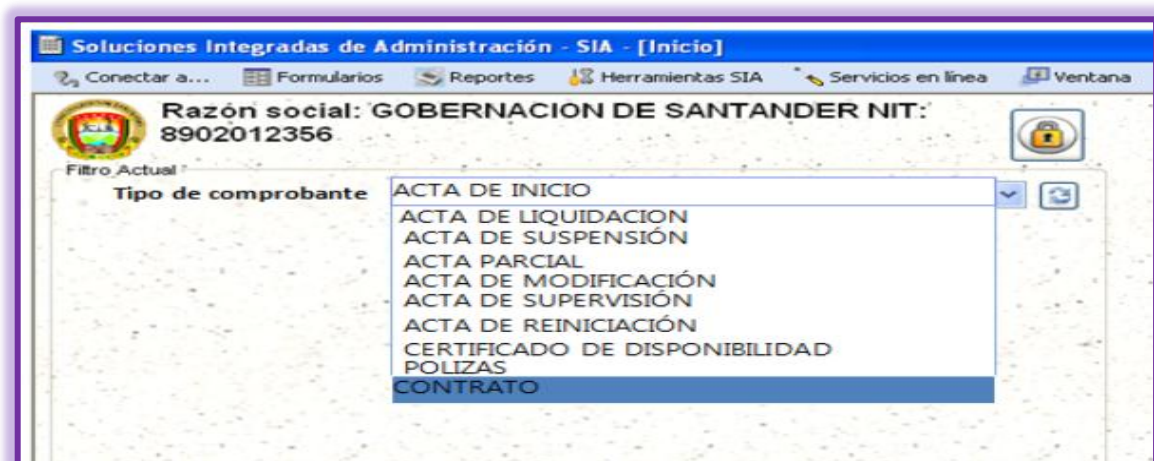 Soluciones Integradas de Administración - SIA - [Inicio]
Conectar a... Formularios Reportes Herramientas SIA Servicios en línea Ventana
Razón social: GOBERNACION DE SANTANDER NIT:
8902012356
Filtro Actual
Tipo de comprobante ACTA DE INICIO
ACTA DE LIQUIDACION
ACTA DE SUSPENSIÓN
ACTA PARCIAL
ACTA DE MODIFICACIÓN
ACTA DE SUPERVISIÓN
ACTA DE REINICIACIÓN
CERTIFICADO DE DISPONIBILIDAD
POLIZAS
CONTRATO